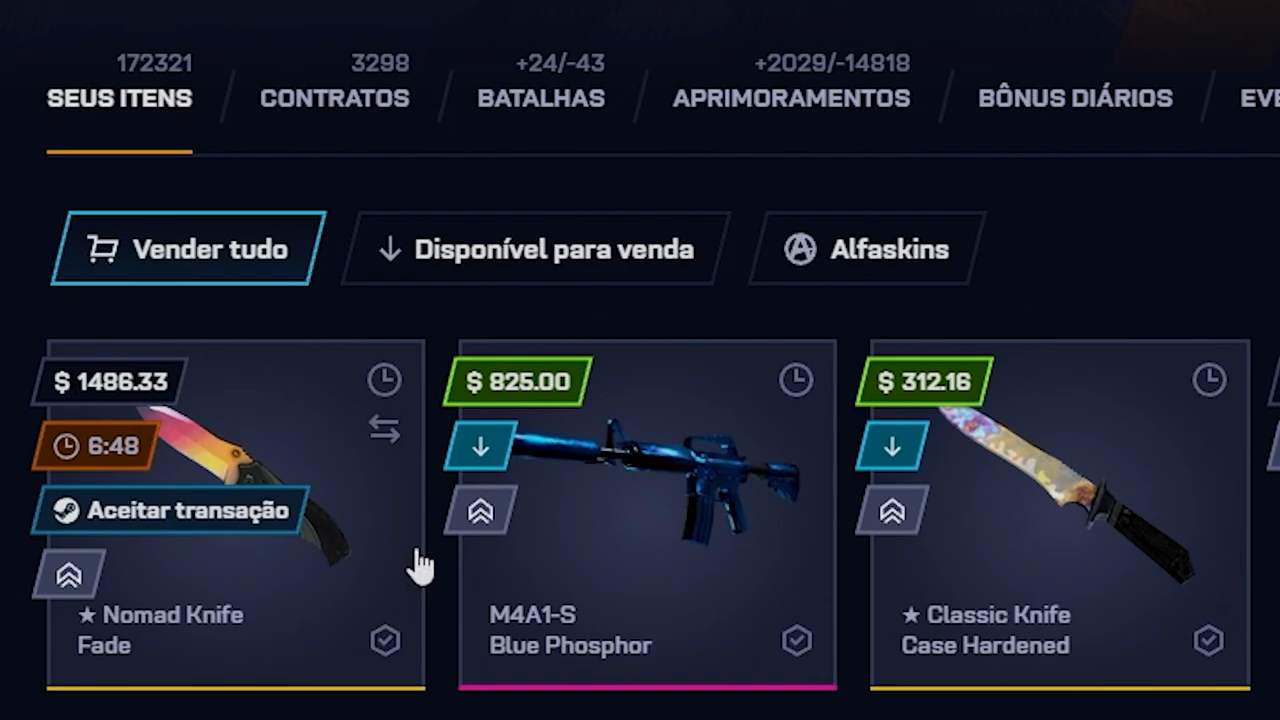 172321
3298
+24/-43
+2029/-14818
SEUS ITENS
CONTRATOS
BATALHAS
APRIMORAMENTOS
BÔNUS DIÁRIOS
EVE
Vender tudo
Disponível para venda
Alfaskins
$ 1486.33
$ 825.00
$ 312.16
6:48
Aceitar transação
★ Nomad Knife
Fade
M4A1-S
Blue Phosphor
★ Classic Knife
Case Hardened